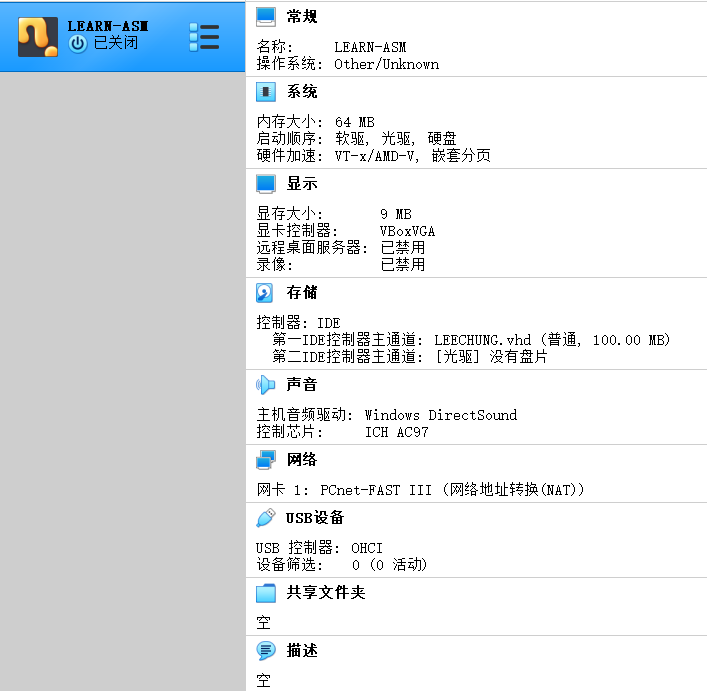 LEARN-ASM
已关闭
常规
名称: LEARN-ASM
操作系统: Other/Unknown
系统
内存大小: 64 MB
启动顺序: 软驱, 光驱, 硬盘
硬件加速: VT-x/AMD-V, 嵌套分页
显示
显存大小: 9 MB
显卡控制器: VBoxVGA
远程桌面服务器: 已禁用
录像: 已禁用
存储
控制器: IDE
第一IDE控制器主通道: LEECHUNG.vhd (普通, 100.00 MB)
第二IDE控制器主通道: [光驱] 没有盘片
声音
主机音频驱动: Windows DirectSound
控制芯片: ICH AC97
网络
网卡 1: PCnet-FAST III (网络地址转换(NAT))
USB设备
USB 控制器: OHCI
设备筛选: 0 (0 活动)
共享文件夹
空
描述
空